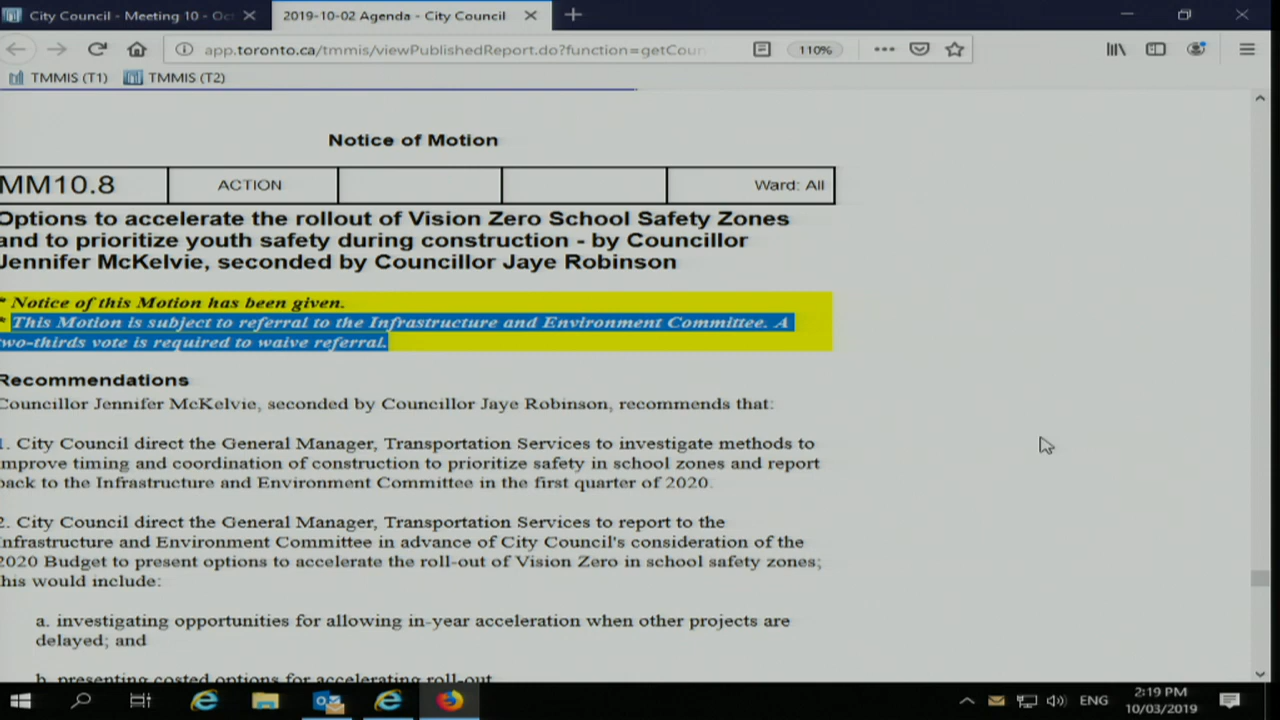 City Council - Meeting 10 - Oc
2019-10-02 Agenda - City Council
app.toronto.ca/tmmis/viewPublishedReport.do?function=getCoun
110%
TMMIS (T1) TMMIS (T2)
Notice of Motion
MM10.8 ACTION Ward: All
Options to accelerate the rollout of Vision Zero School Safety Zones
and to prioritize youth safety during construction - by Councillor
Jennifer McKelvie, seconded by Councillor Jaye Robinson
* Notice of this Motion has been given.
* This Motion is subject to referral to the Infrastructure and Environment Committee. A
two-thirds vote is required to waive referral.
Recommendations
Councillor Jennifer McKelvie, seconded by Councillor Jaye Robinson, recommends that:
1. City Council direct the General Manager, Transportation Services to investigate methods to
improve timing and coordination of construction to prioritize safety in school zones and report
back to the Infrastructure and Environment Committee in the first quarter of 2020.
2. City Council direct the General Manager, Transportation Services to report to the
Infrastructure and Environment Committee in advance of City Council's consideration of the
2020 Budget to present options to accelerate the roll-out of Vision Zero in school safety zones;
this would include:
a. investigating opportunities for allowing in-year acceleration when other projects are
delayed; and
b. presenting costed options for accelerating roll-out
ENG
2:19 PM
10/03/2019